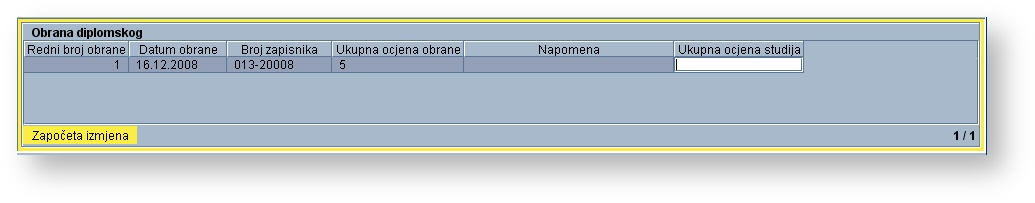 Obrana diplomskog
Redni broj obrane Datum obrane Broj zapisnika Ukupna ocjena obrane Napomena Ukupna ocjena studija
1 16.12.2008 013-20008 5
Započeta izmjena 1 / 1